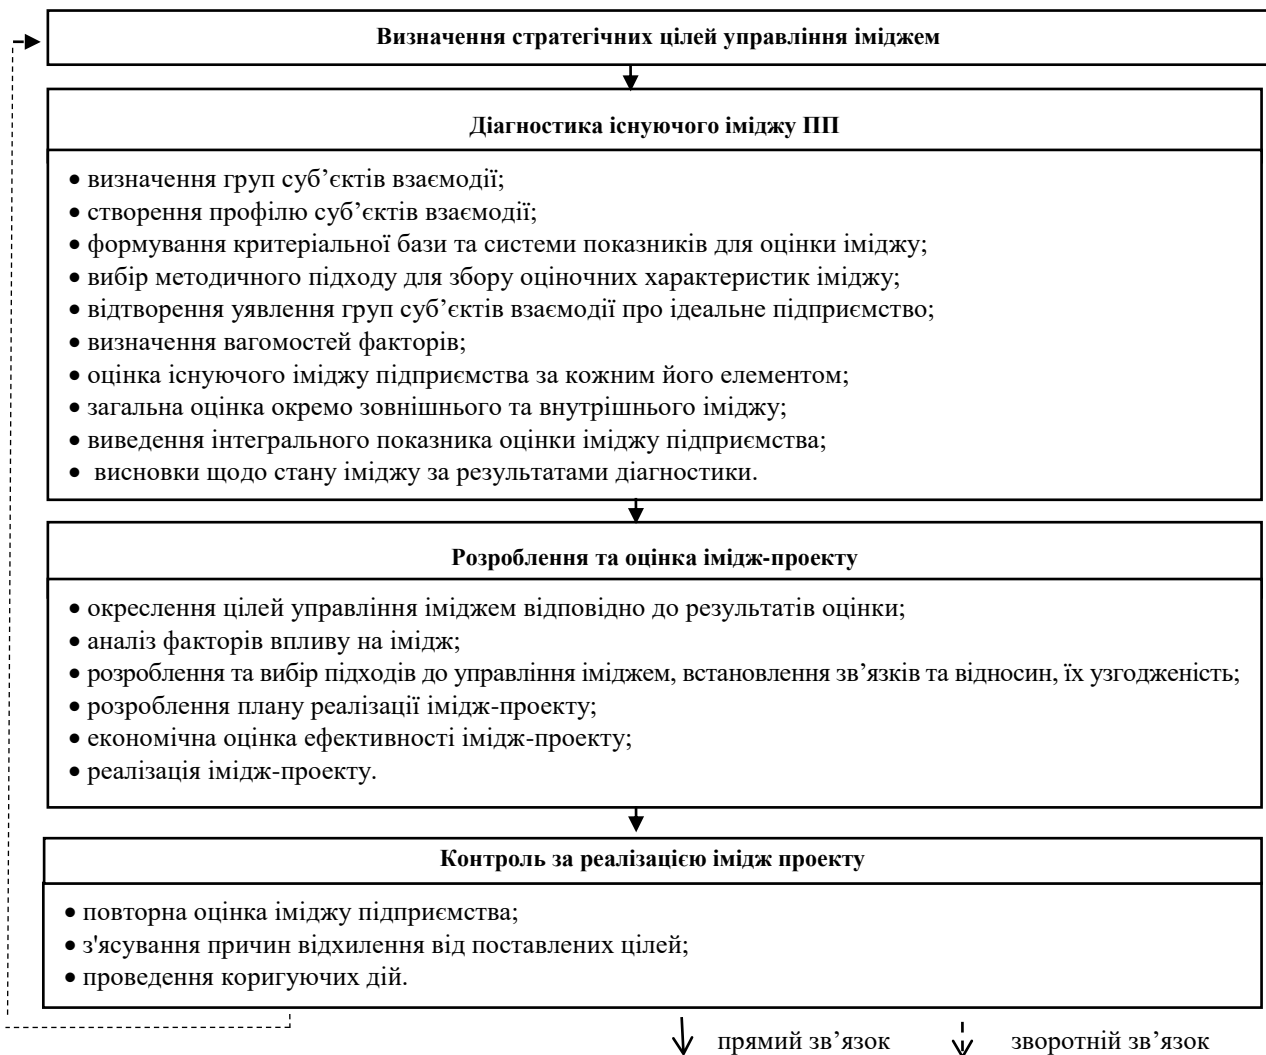 Визначення стратегічних цілей управління іміджем
Діагностика існуючого іміджу ПП
• визначення груп суб’єктів взаємодії;
• створення профілю суб’єктів взаємодії;
• формування критеріальної бази та системи показників для оцінки іміджу;
• вибір методичного підходу для збору оціночних характеристик іміджу;
• відтворення уявлення груп суб’єктів взаємодії про ідеальне підприємство;
• визначення вагомостей факторів;
• оцінка існуючого іміджу підприємства за кожним його елементом;
• загальна оцінка окремо зовнішнього та внутрішнього іміджу;
• виведення інтегрального показника оцінки іміджу підприємства;
• висновки щодо стану іміджу за результатами діагностики.
Розроблення та оцінка імідж-проекту
• окреслення цілей управління іміджем відповідно до результатів оцінки;
• аналіз факторів впливу на імідж;
• розроблення та вибір підходів до управління іміджем, встановлення зв’язків та відносин, їх узгодженість;
• розроблення плану реалізації імідж-проекту;
• економічна оцінка ефективності імідж-проекту;
• реалізація імідж-проекту.
Контроль за реалізацією імідж проекту
• повторна оцінка іміджу підприємства;
• з'ясування причин відхилення від поставлених цілей;
• проведення коригуючих дій.
прямий зв’язок зворотній зв’язок